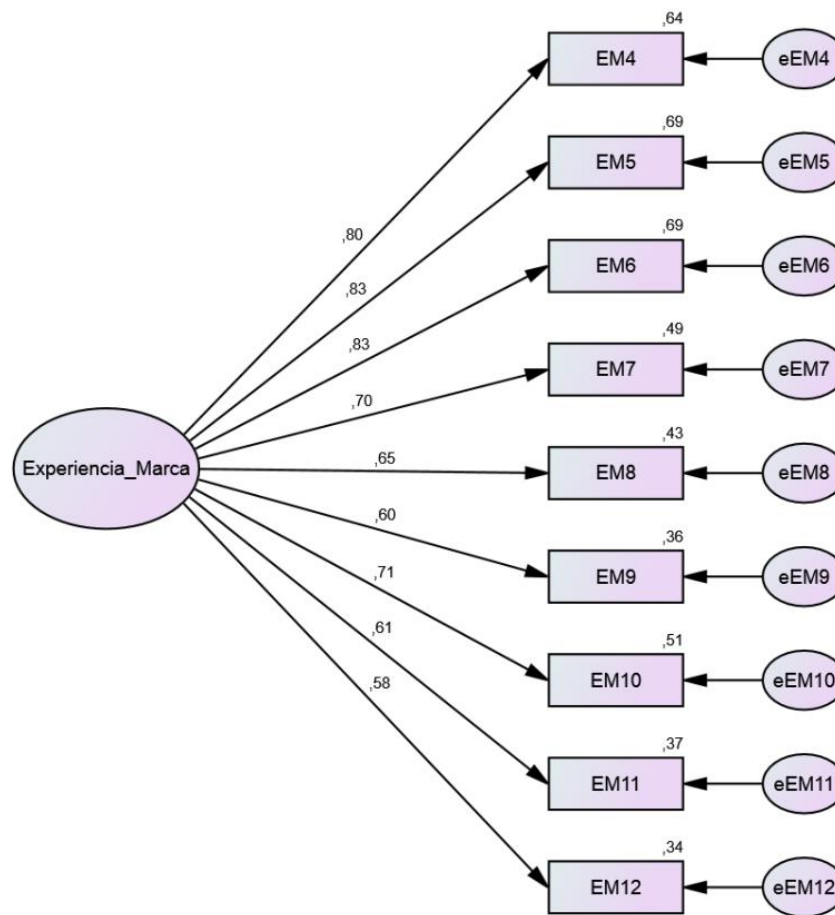 ,64
EM4
eEM4
,69
EM5
eEM5
,80
,69
EM6
eEM6
,83
,83
,49
EM7
eEM7
,70
Experiencia_Marca
,65
,43
EM8
eEM8
,60
,36
EM9
eEM9
,71
,51
EM10
eEM10
,61
,58
,37
EM11
eEM11
,34
EM12
eEM12